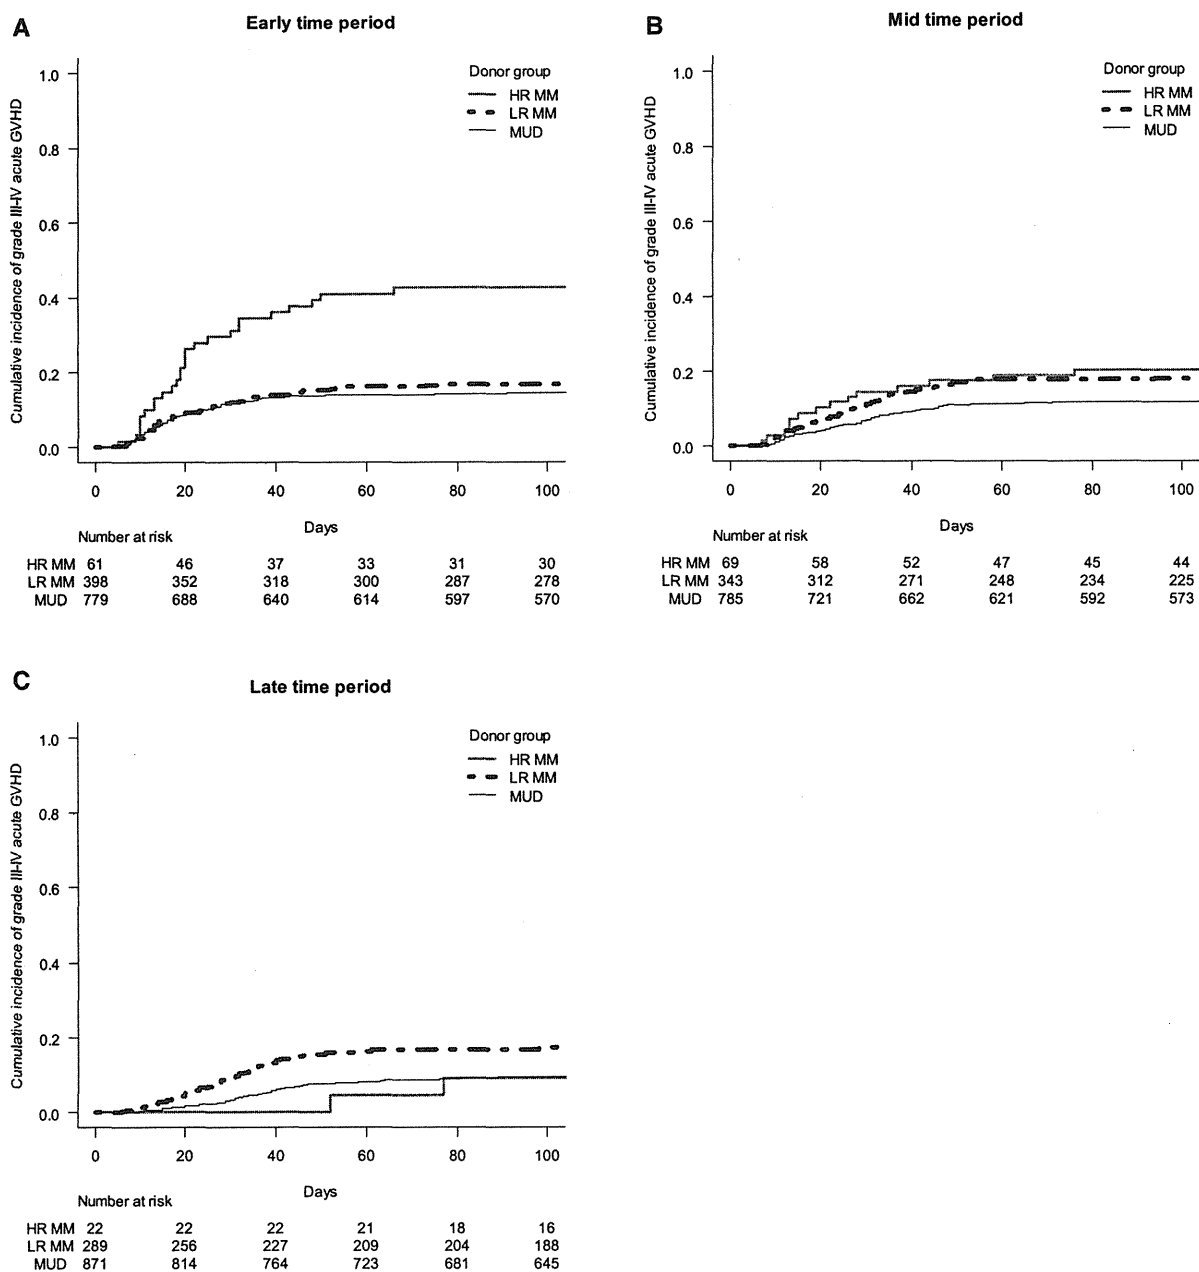 A
Early time period
Cumulative incidence of grade III-IV acute GVHD
1.0
0.8
0.6
0.4
0.2
0.0
Donor group
HR MM
LR MM
MUD
0 20 40 60 80 100
Days
Number at risk
HR MM 61 46 37 33 31 30
LR MM 398 352 318 300 287 278
MUD 779 688 640 614 597 570
B
Mid time period
Cumulative incidence of grade III-IV acute GVHD
1.0
0.8
0.6
0.4
0.2
0.0
Donor group
HR MM
LR MM
MUD
0 20 40 60 80 100
Days
Number at risk
HR MM 69 58 52 47 45 44
LR MM 343 312 271 248 234 225
MUD 785 721 662 621 592 573
C
Late time period
Cumulative incidence of grade III-IV acute GVHD
1.0
0.8
0.6
0.4
0.2
0.0
Donor group
HR MM
LR MM
MUD
0 20 40 60 80 100
Days
Number at risk
HR MM 22 22 22 21 18 16
LR MM 289 256 227 209 204 188
MUD 871 814 764 723 681 645